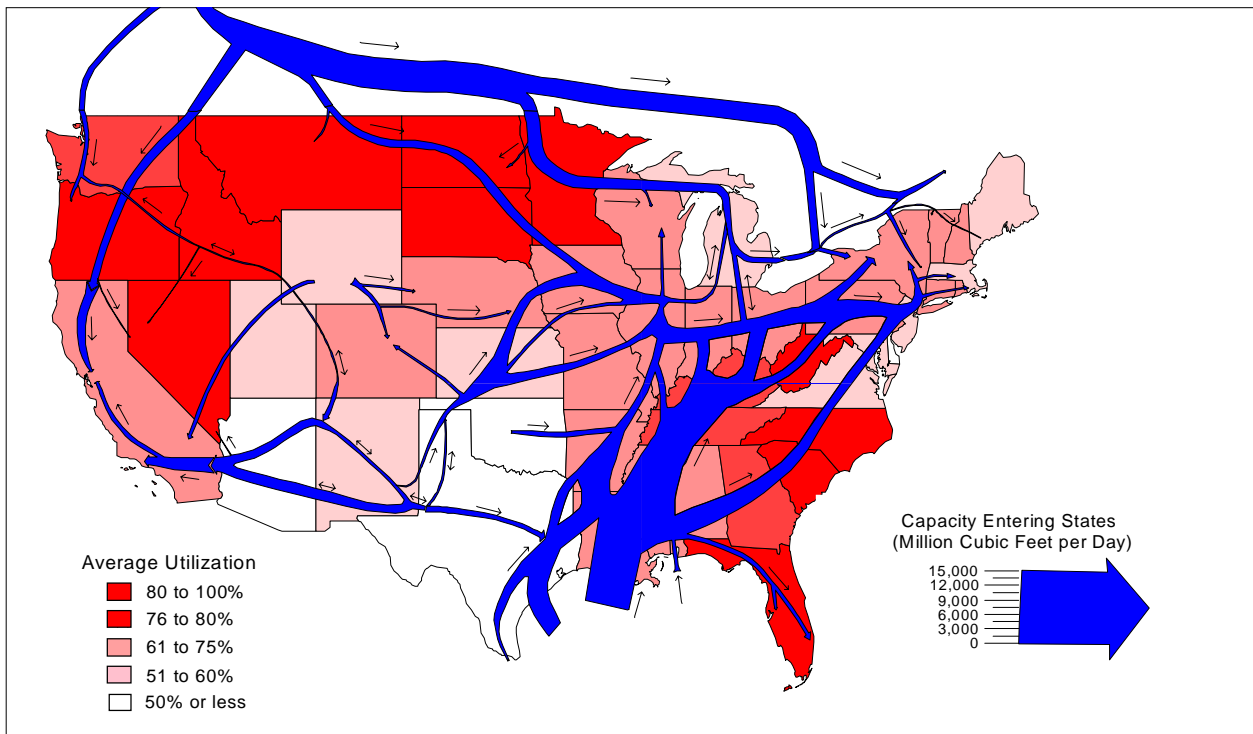 Average Utilization
80 to 100%
76 to 80%
61 to 75%
51 to 60%
50% or less
Capacity Entering States
(Million Cubic Feet per Day)
15,000
12,000
9,000
6,000
3,000
0